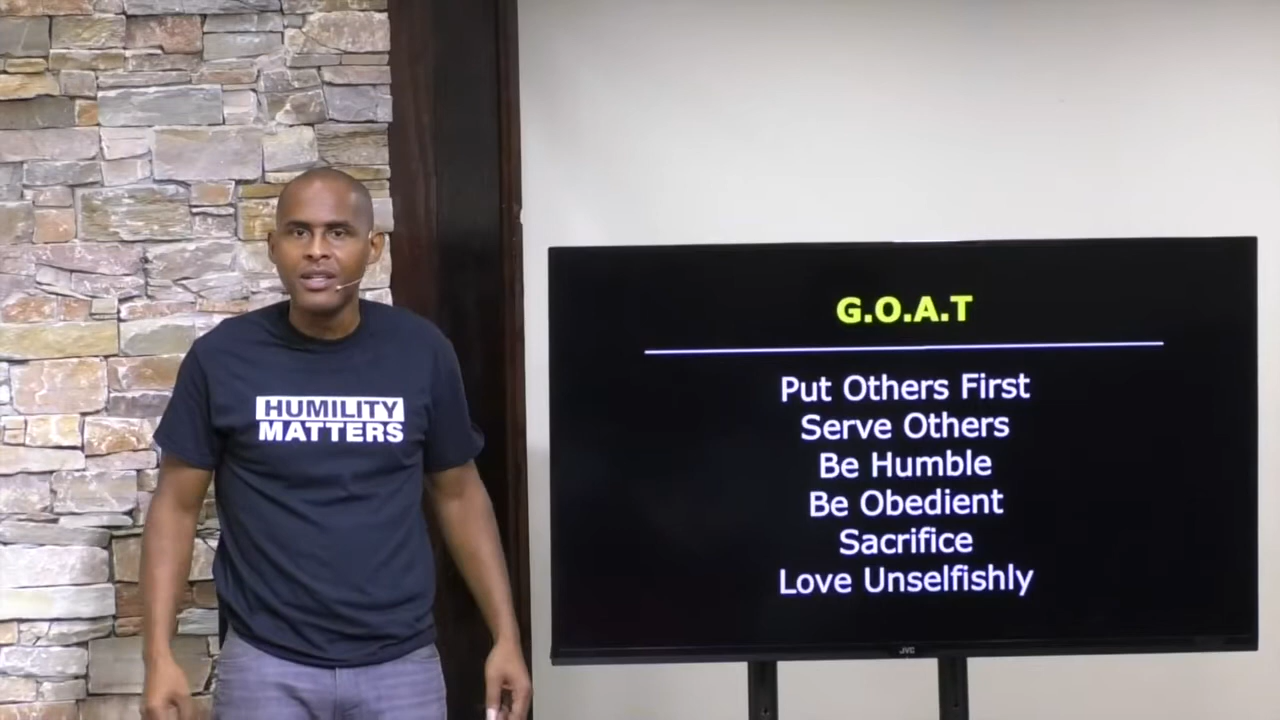 HUMILITY
MATTERS
G.O.A.T
Put Others First
Serve Others
Be Humble
Be Obedient
Sacrifice
Love Unselfishly
JVC